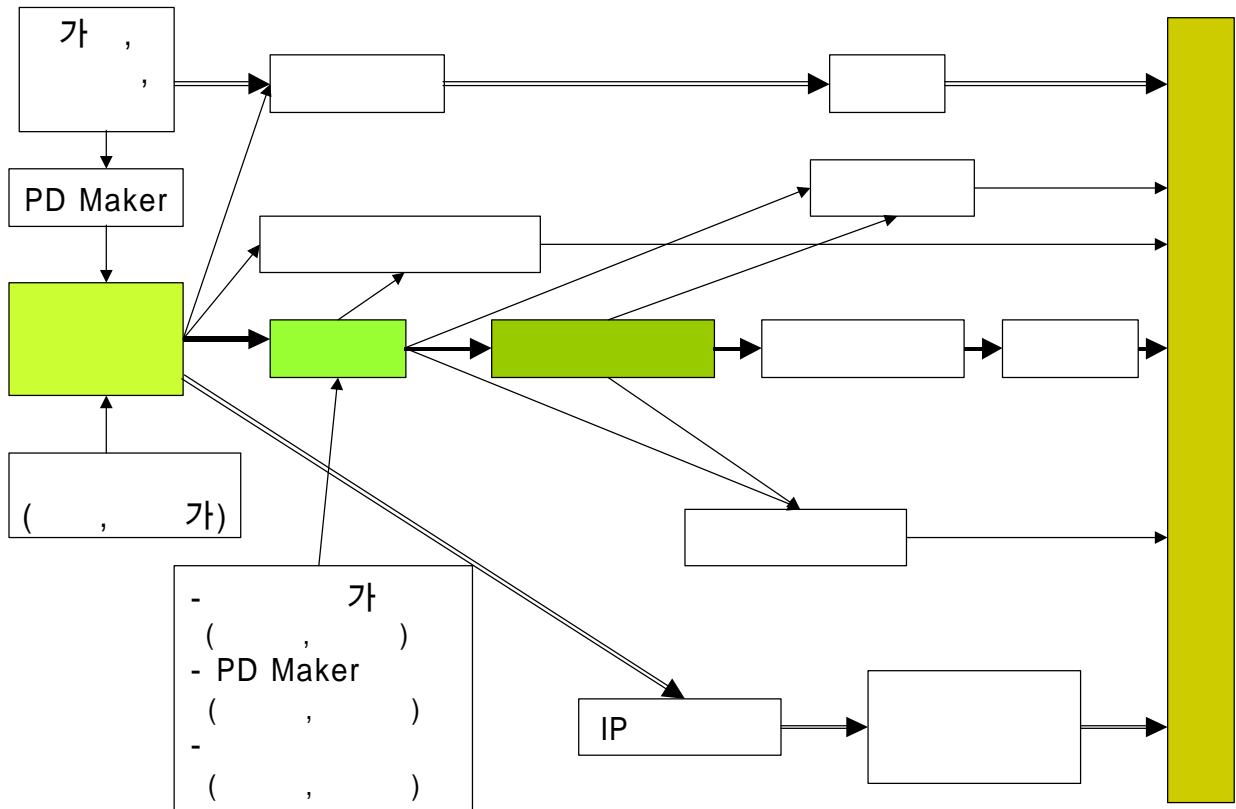 가 ,
,
PD Maker
( , 가)
- 가
( , )
- PD Maker
( , )
-
( , )
IP